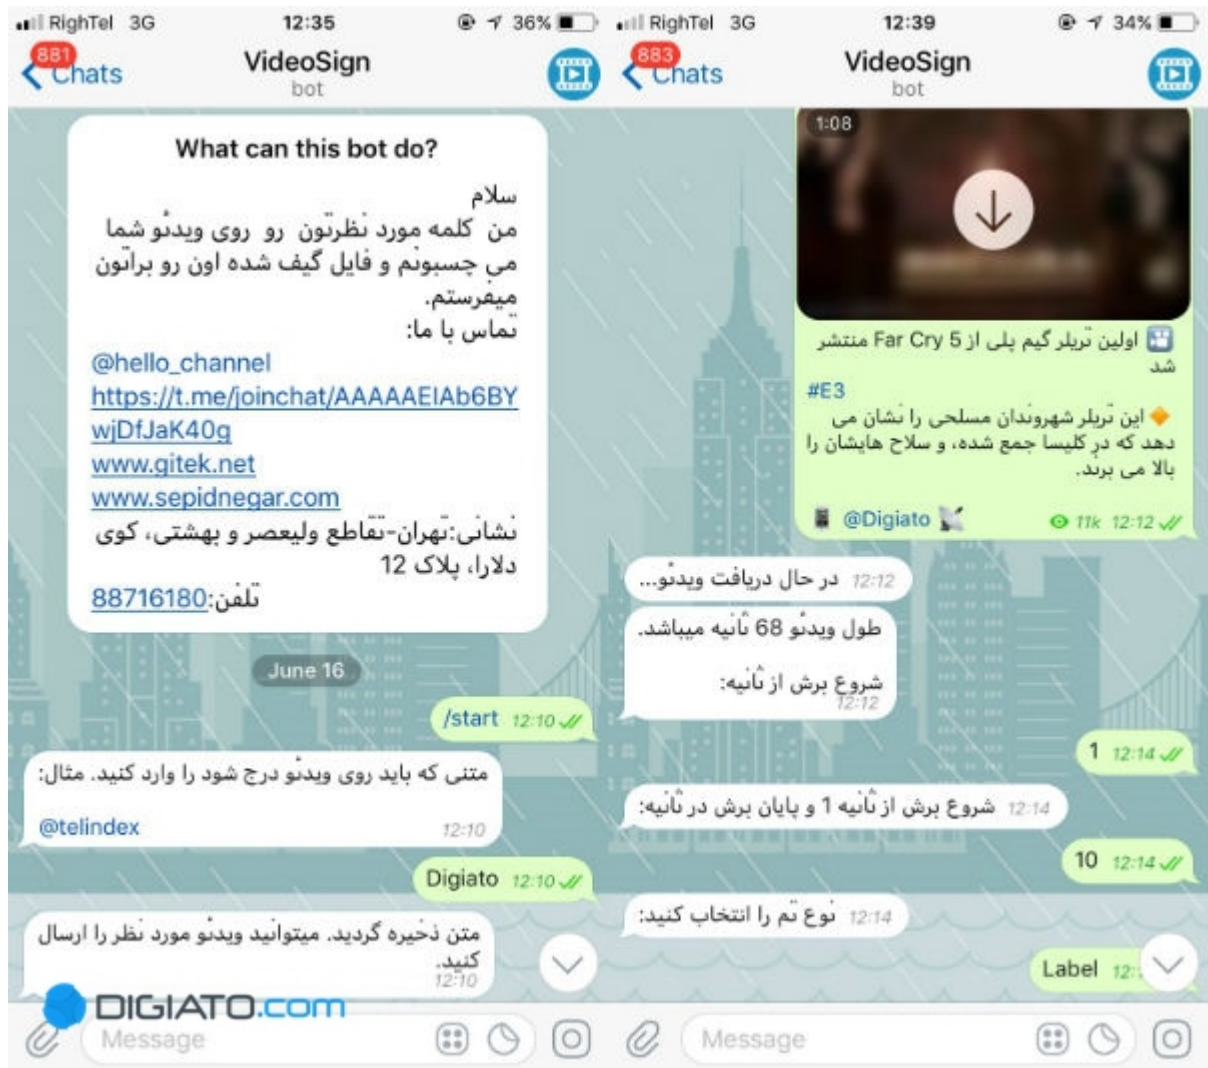 RighTel 3G 12:35 36%
881
Chats
VideoSign
bot
What can this bot do?
سلام
من کلمه مورد نظرتون رو روی ویدئو شما
می چسبونم و فایل گیف شده اون رو براتون
میفرستم.
تماس با ما:
@hello_channel
https://t.me/joinchat/AAAAAEIAb6BY
wjDfJaK40g
www.gitek.net
www.sepidnegar.com
نشانی:تهران-تقاطع ولیعصر و بهشتی، کوی
دلارا، پلاک 12
تلفن:88716180
June 16
/start 12:10
متنی که باید روی ویدئو درج شود را وارد کنید. مثال:
@telindex 12:10
Digiato 12:10
متن ذخیره گردید. میتوانید ویدئو مورد نظر را ارسال
کنید.
12:10
DIGIATO.com
Message
RighTel 3G 12:39 34%
883
Chats
VideoSign
bot
1:08
اولین تریلر گیم پلی از Far Cry 5 منتشر
شد
#E3
این تریلر شهروندان مسلحی را نشان می
دهد که در کلیسا جمع شده، و سلاح هایشان را
بالا می برند.
@Digiato 11k 12:12
در حال دریافت ویدئو... 12:12
طول ویدئو 68 ثانیه میباشد.
شروع برش از ثانیه:
12:12
1 12:14
شروع برش از ثانیه 1 و پایان برش در ثانیه: 12:14
10 12:14
نوع تم را انتخاب کنید: 12:14
Label
Message